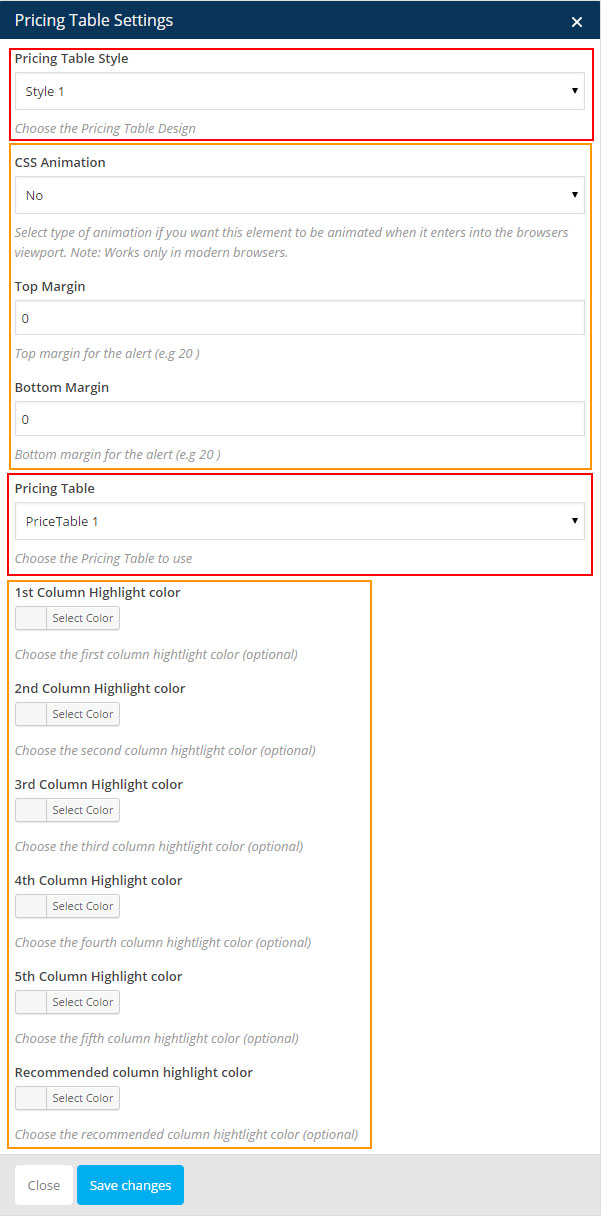 Pricing Table Settings
Pricing Table Style
Style 1
Choose the Pricing Table Design
CSS Animation
No
Select type of animation if you want this element to be animated when it enters into the browsers
viewport. Note: Works only in modern browsers.
Top Margin
0
Top margin for the alert (e.g 20 )
Bottom Margin
0
Bottom margin for the alert (e.g 20 )
Pricing Table
PriceTable 1
Choose the Pricing Table to use
1st Column Highlight color
Select Color
Choose the first column hightlight color (optional)
2nd Column Highlight color
Select Color
Choose the second column hightlight color (optional)
3rd Column Highlight color
Select Color
Choose the third column hightlight color (optional)
4th Column Highlight color
Select Color
Choose the fourth column hightlight color (optional)
5th Column Highlight color
Select Color
Choose the fifth column hightlight color (optional)
Recommended column highlight color
Select Color
Choose the recommended column hightlight color (optional)
Close Save changes